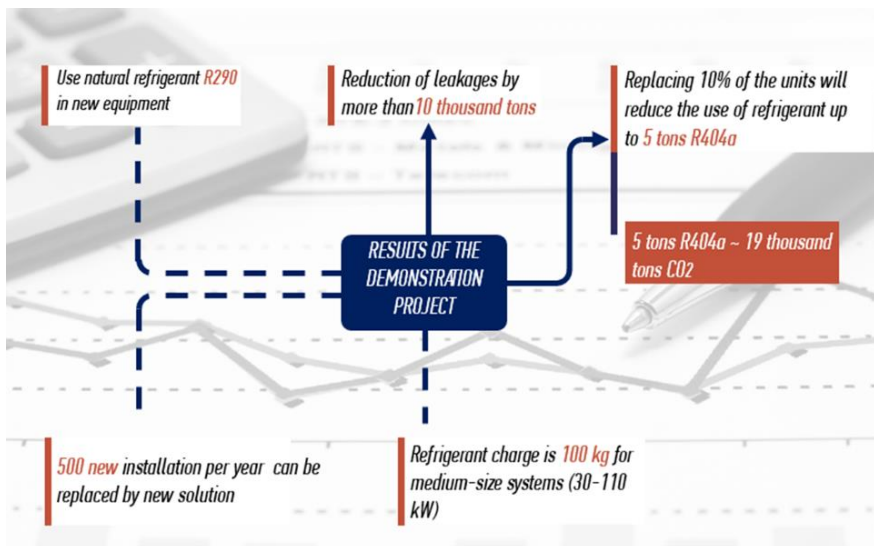 Use natural refrigerant R290
in new equipment
Reduction of leakages by
more than 10 thousand tons
Replacing 10% of the units will
reduce the use of refrigerant up
to 5 tons R404a
5 tons R404a ~ 19 thousand
tons CO2
RESULTS OF THE
DEMONSTRATION
PROJECT
500 new installation per year can be
replaced by new solution
Refrigerant charge is 100 kg for
medium-size systems (30-110
kW)